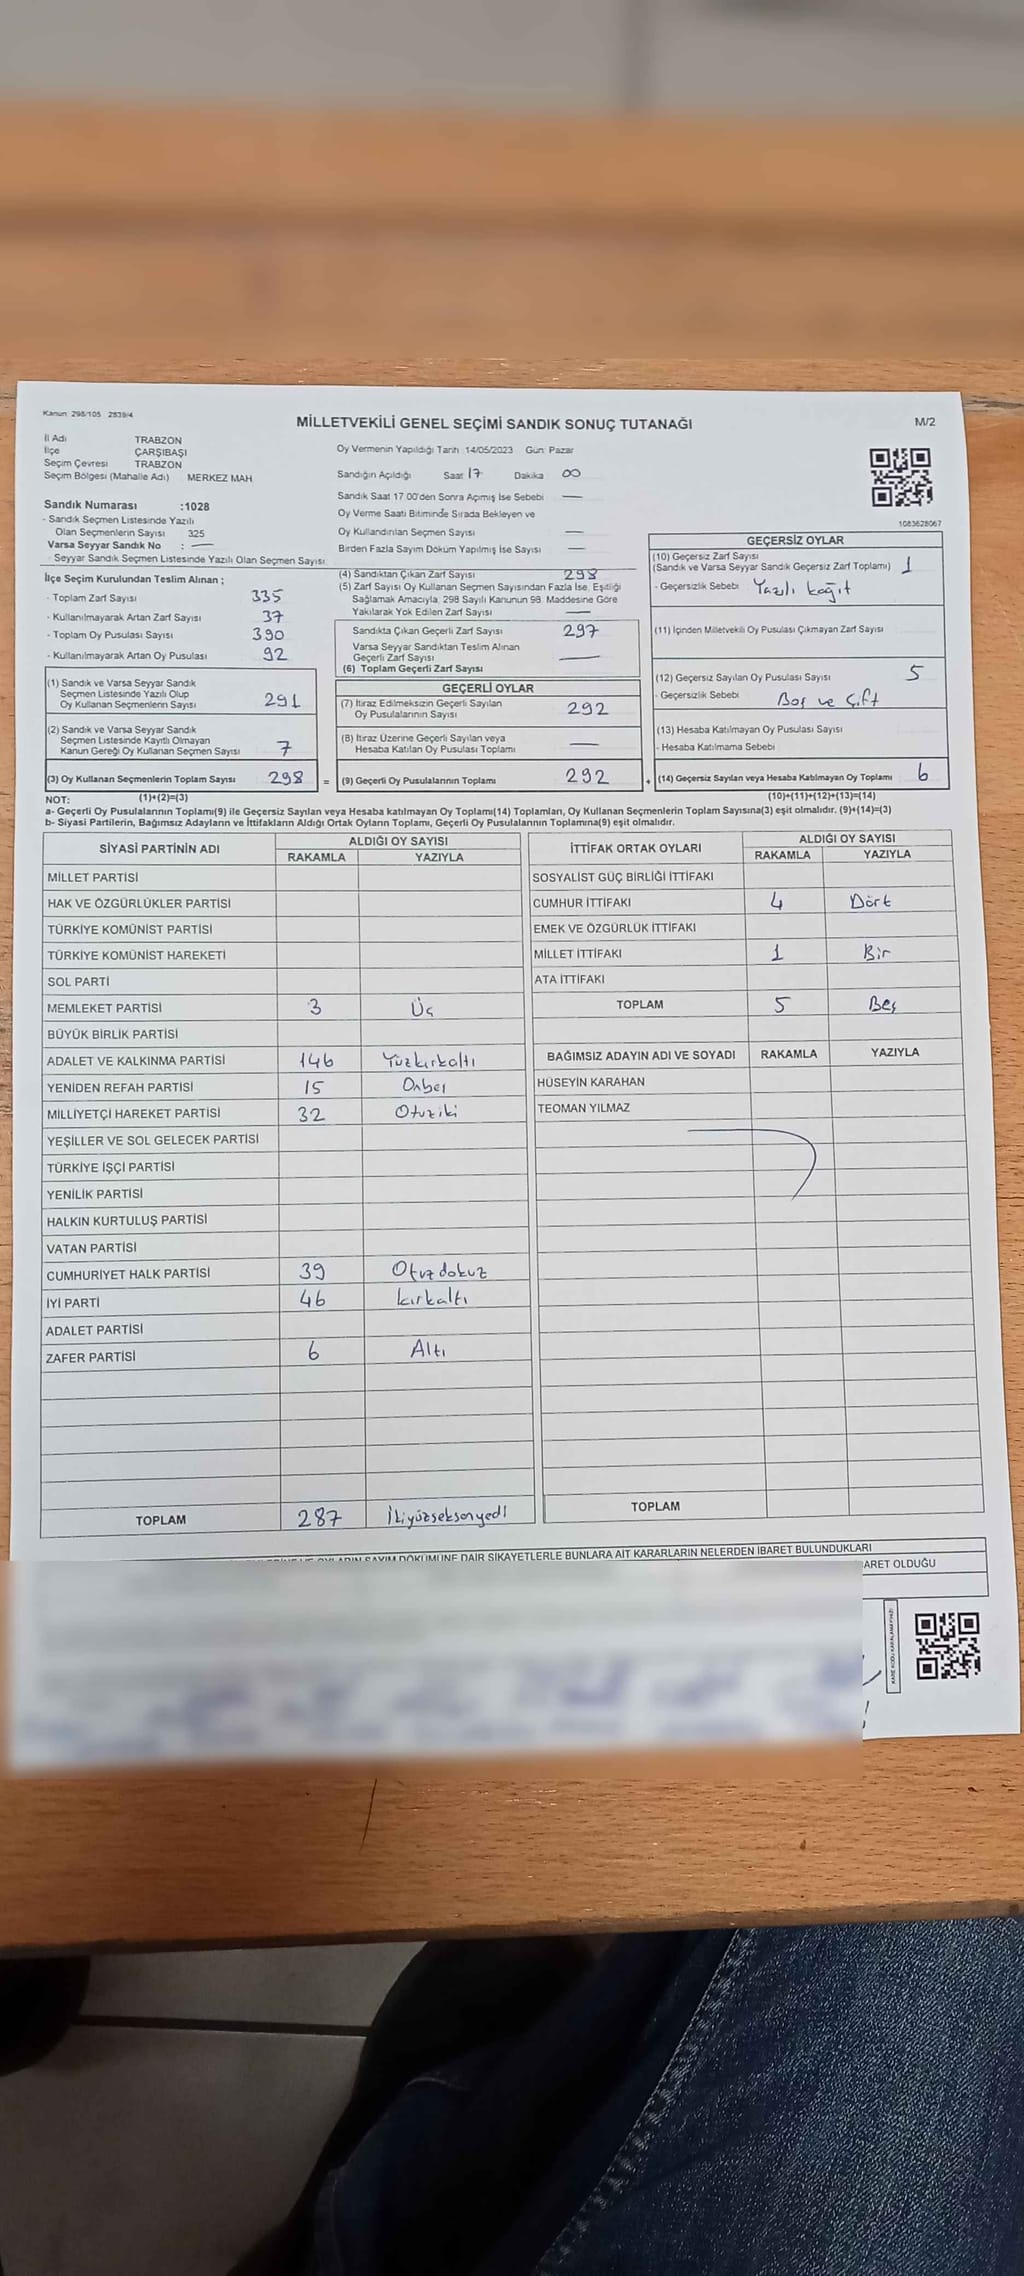 Kanun: 298/105 2839/4
MİLLETVEKİLİ GENEL SEÇİMİ SANDIK SONUÇ TUTANAĞI
M/2
İl Adı TRABZON
İlçe ÇARŞIBAŞI
Seçim Çevresi TRABZON
Seçim Bölgesi (Mahalle Adı) MERKEZ MAH
Sandık Numarası :1028
- Sandık Seçmen Listesinde Yazılı
Olan Seçmenlerin Sayısı 325
Varsa Seyyar Sandık No : —
- Seyyar Sandık Seçmen Listesinde Yazılı Olan Seçmen Sayısı:
Oy Vermenin Yapıldığı Tarih 14/05/2023 Gün: Pazar
Sandığın Açıldığı Saat 17 Dakika 00
Sandık Saat 17 00'den Sonra Açımış İse Sebebi —
Oy Verme Saati Bitiminde Sırada Bekleyen ve
Oy Kullandırılan Seçmen Sayısı —
Birden Fazla Sayım Döküm Yapılmış İse Sayısı —
1083628067
İlçe Seçim Kurulundan Teslim Alınan ;
- Toplam Zarf Sayısı 335
- Kullanılmayarak Artan Zarf Sayısı 37
- Toplam Oy Pusulası Sayısı 390
- Kullanılmayarak Artan Oy Pusulası 92
(4) Sandıktan Çıkan Zarf Sayısı 298
(5) Zarf Sayısı Oy Kullanan Seçmen Sayısından Fazla İse, Eşitliği
Sağlamak Amacıyla, 298 Sayılı Kanunun 98. Maddesine Göre
Yakılarak Yok Edilen Zarf Sayısı —
Sandıkta Çıkan Geçerli Zarf Sayısı 297
Varsa Seyyar Sandıktan Teslim Alınan
Geçerli Zarf Sayısı —
(6) Toplam Geçerli Zarf Sayısı
GEÇERSİZ OYLAR
(10) Geçersiz Zarf Sayısı
(Sandık ve Varsa Seyyar Sandık Geçersiz Zarf Toplamı) 1
- Geçersizlik Sebebi Yazılı kağıt
(11) İçinden Milletvekili Oy Pusulası Çıkmayan Zarf Sayısı
(12) Geçersiz Sayılan Oy Pusulası Sayısı 5
- Geçersizlik Sebebi Boş ve Çift
(13) Hesaba Katılmayan Oy Pusulası Sayısı
- Hesaba Katılmama Sebebi
(1) Sandık ve Varsa Seyyar Sandık
Seçmen Listesinde Yazılı Olup
Oy Kullanan Seçmenlerin Sayısı 291
(2) Sandık ve Varsa Seyyar Sandık
Seçmen Listesinde Kayıtlı Olmayan
Kanun Gereği Oy Kullanan Seçmen Sayısı 7
GEÇERLİ OYLAR
(7) İtiraz Edilmeksizin Geçerli Sayılan
Oy Pusulalarının Sayısı 292
(8) İtiraz Üzerine Geçerli Sayılan veya
Hesaba Katılan Oy Pusulası Toplamı —
(3) Oy Kullanan Seçmenlerin Toplam Sayısı 298 = (9) Geçerli Oy Pusulalarının Toplamı 292 + (14) Geçersiz Sayılan veya Hesaba Katılmayan Oy Toplamı 6
NOT: (1)+(2)=(3) (10)+(11)+(12)+(13)=(14)
a- Geçerli Oy Pusulalarının Toplamı(9) ile Geçersiz Sayılan veya Hesaba katılmayan Oy Toplamı(14) Toplamları, Oy Kullanan Seçmenlerin Toplam Sayısına(3) eşit olmalıdır. (9)+(14)=(3)
b- Siyasi Partilerin, Bağımsız Adayların ve İttifakların Aldığı Ortak Oyların Toplamı, Geçerli Oy Pusulalarının Toplamına(9) eşit olmalıdır.
SİYASİ PARTİNİN ADI ALDIĞI OY SAYISI
RAKAMLA YAZIYLA
MİLLET PARTİSİ
HAK VE ÖZGÜRLÜKLER PARTİSİ
TÜRKİYE KOMÜNİST PARTİSİ
TÜRKİYE KOMÜNİST HAREKETİ
SOL PARTİ
MEMLEKET PARTİSİ 3 Üç
BÜYÜK BİRLİK PARTİSİ
ADALET VE KALKINMA PARTİSİ 146 Yüzkırkaltı
YENİDEN REFAH PARTİSİ 15 Onbeş
MİLLİYETÇİ HAREKET PARTİSİ 32 Otuziki
YEŞİLLER VE SOL GELECEK PARTİSİ
TÜRKİYE İŞÇİ PARTİSİ
YENİLİK PARTİSİ
HALKIN KURTULUŞ PARTİSİ
VATAN PARTİSİ
CUMHURİYET HALK PARTİSİ 39 Otuzdokuz
İYİ PARTİ 46 kırkaltı
ADALET PARTİSİ
ZAFER PARTİSİ 6 Altı
TOPLAM 287 İkiyüzseksenyedi
İTTİFAK ORTAK OYLARI ALDIĞI OY SAYISI
RAKAMLA YAZIYLA
SOSYALİST GÜÇ BİRLİĞİ İTTİFAKI
CUMHUR İTTİFAKI 4 Dört
EMEK VE ÖZGÜRLÜK İTTİFAKI
MİLLET İTTİFAKI 1 Bir
ATA İTTİFAKI
TOPLAM 5 Beş
BAĞIMSIZ ADAYIN ADI VE SOYADI RAKAMLA YAZIYLA
HÜSEYİN KARAHAN
TEOMAN YILMAZ
TOPLAM
OYLARIN SAYIM DÖKÜMÜNE DAİR ŞİKAYETLERLE BUNLARA AİT KARARLARIN NELERDEN İBARET BULUNDUKLARI
ARET OLDUĞU